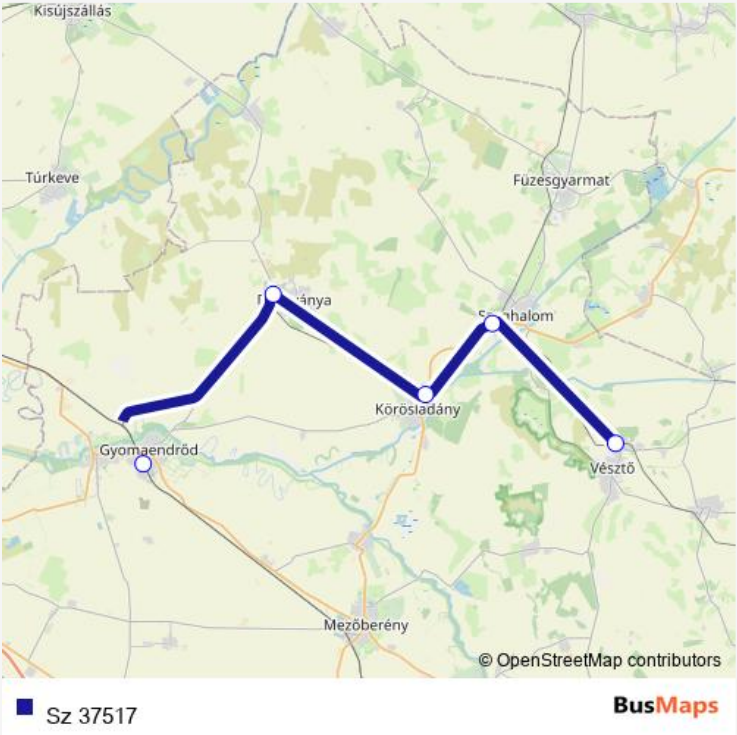 Kisújszállás
Túrkeve
Füzesgyarmat
Körösladány
Gyomaendrőd
Vésztő
Mezőberény
© OpenStreetMap contributors
Sz 37517
BusMaps